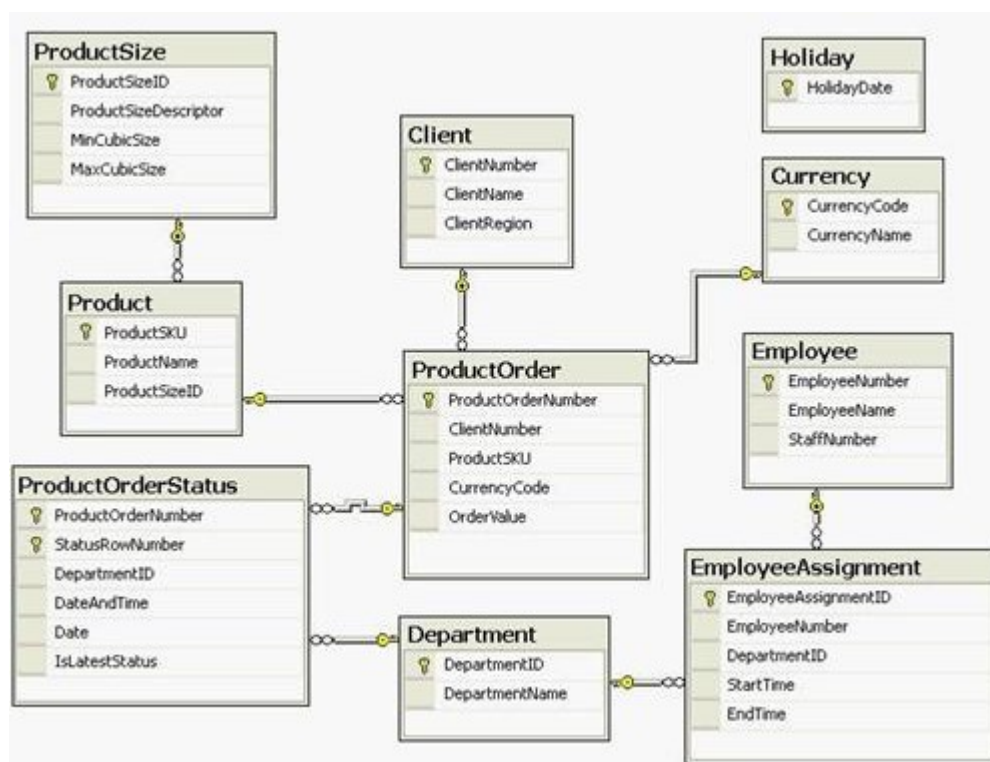 ProductSize
ProductSizeID
ProductSizeDescriptor
MinCubicSize
MaxCubicSize
Client
ClientNumber
ClientName
ClientRegion
Holiday
HolidayDate
Currency
CurrencyCode
CurrencyName
Product
ProductSKU
ProductName
ProductSizeID
ProductOrder
ProductOrderNumber
ClientNumber
ProductSKU
CurrencyCode
OrderValue
Employee
EmployeeNumber
EmployeeName
StaffNumber
ProductOrderStatus
ProductOrderNumber
StatusRowNumber
DepartmentID
DateAndTime
Date
IsLatestStatus
Department
DepartmentID
DepartmentName
EmployeeAssignment
EmployeeAssignmentID
EmployeeNumber
DepartmentID
StartTime
EndTime